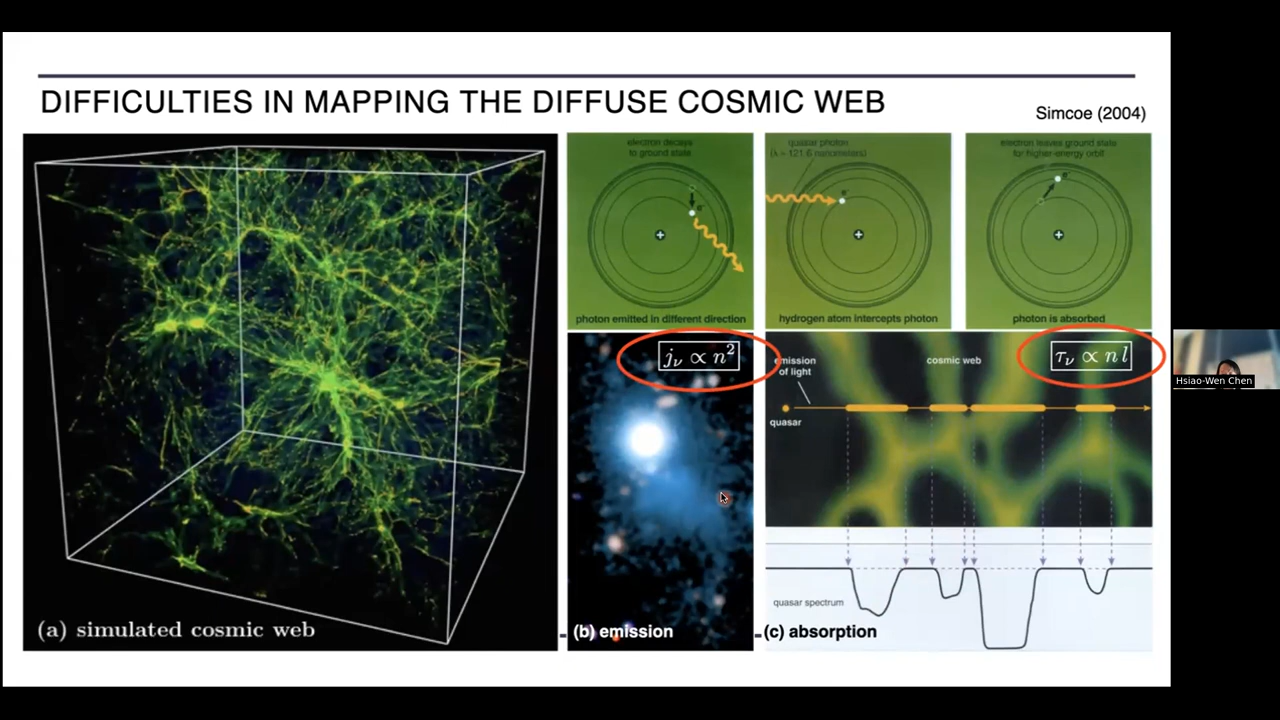 DIFFICULTIES IN MAPPING THE DIFFUSE COSMIC WEB
Simcoe (2004)
(a) simulated cosmic web
electron decays
to ground state
e⁻
+
photon emitted in different direction
j_ν ∝ n²
(b) emission
quasar photon
(λ = 121.6 nanometers)
e⁻
+
hydrogen atom intercepts photon
electron leaves ground state
for higher-energy orbit
e⁻
+
photon is absorbed
emission
of light
cosmic web
τ_ν ∝ n l
quasar
quasar spectrum
(c) absorption
Hsiao-Wen Chen